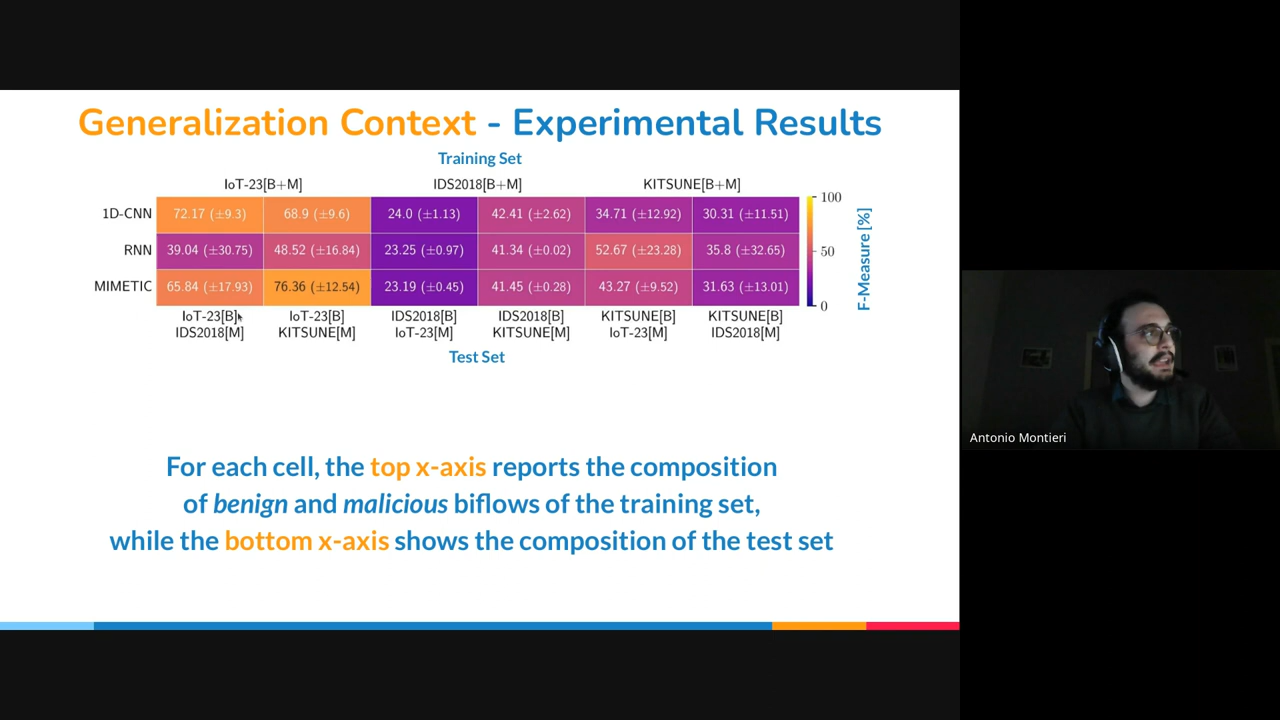 Generalization Context - Experimental Results
Training Set
IoT-23[B+M] IDS2018[B+M] KITSUNE[B+M]
1D-CNN 72.17 (±9.3) 68.9 (±9.6) 24.0 (±1.13) 42.41 (±2.62) 34.71 (±12.92) 30.31 (±11.51)
RNN 39.04 (±30.75) 48.52 (±16.84) 23.25 (±0.97) 41.34 (±0.02) 52.67 (±23.28) 35.8 (±32.65)
MIMETIC 65.84 (±17.93) 76.36 (±12.54) 23.19 (±0.45) 41.45 (±0.28) 43.27 (±9.52) 31.63 (±13.01)
IoT-23[B] IoT-23[B] IDS2018[B] IDS2018[B] KITSUNE[B] KITSUNE[B]
IDS2018[M] KITSUNE[M] IoT-23[M] KITSUNE[M] IoT-23[M] IDS2018[M]
Test Set
100
50
0
F-Measure [%]
For each cell, the top x-axis reports the composition
of benign and malicious biflows of the training set,
while the bottom x-axis shows the composition of the test set
Antonio Montieri